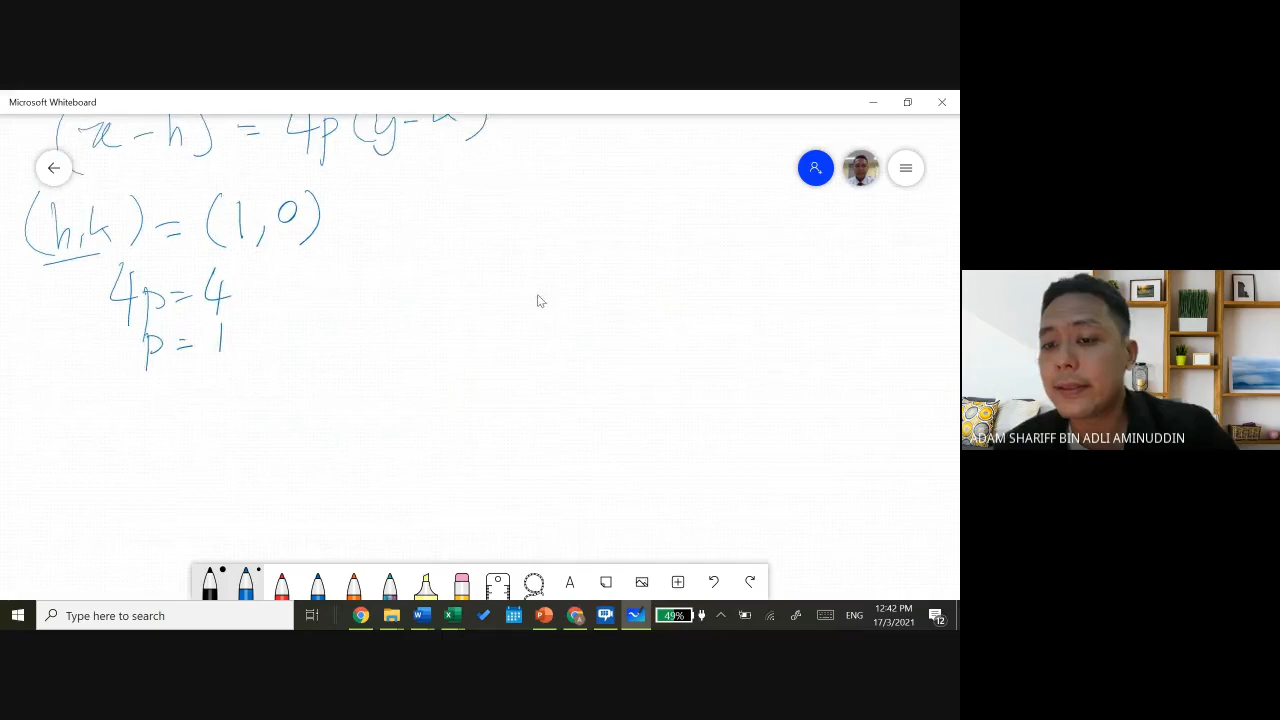 Microsoft Whiteboard
(x - h) = 4p(y - k)
(h, k) = (1, 0)
4p = 4
p = 1
ADAM SHARIFF BIN ADLI AMINUDDIN
A
Type here to search
49%
ENG
12:42 PM
17/3/2021
12